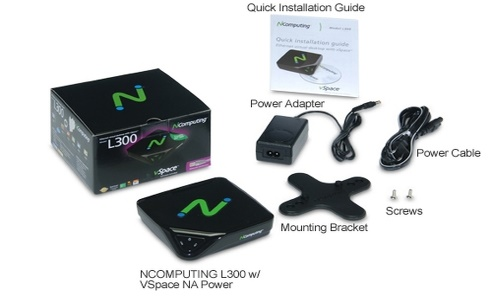 Quick Installation Guide
NComputing
Quick installation guide
vSpace
Power Adapter
NComputing
L300
vSpace
Power Cable
Screws
Mounting Bracket
NCOMPUTING L300 w/
VSpace NA Power